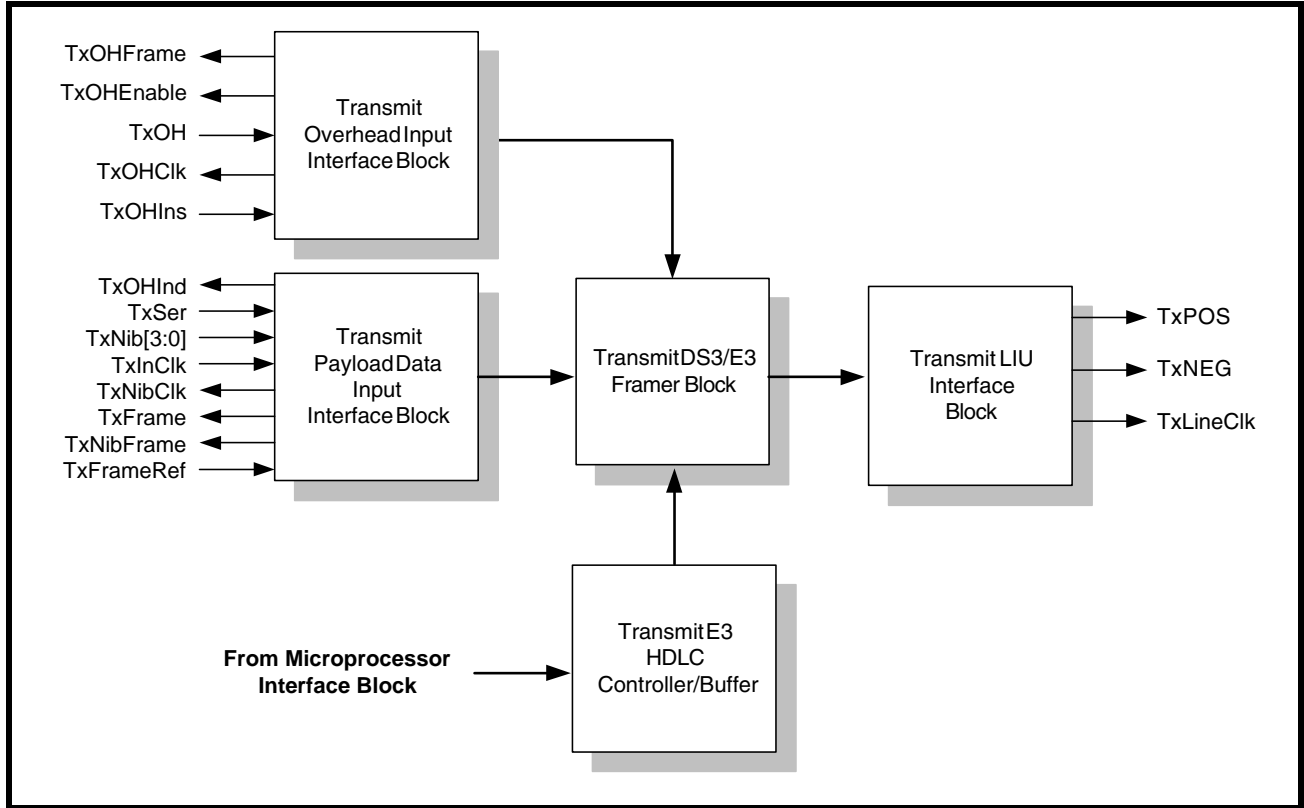 TxOHFrame
TxOHEnable
TxOH
TxOHClk
TxOHIns
Transmit
Overhead Input
Interface Block
TxOHInd
TxSer
TxNib[3:0]
TxInClk
TxNibClk
TxFrame
TxNibFrame
TxFrameRef
Transmit
Payload Data
Input
Interface Block
Transmit DS3/E3
Framer Block
Transmit LIU
Interface
Block
TxPOS
TxNEG
TxLineClk
From Microprocessor
Interface Block
Transmit E3
HDLC
Controller/Buffer